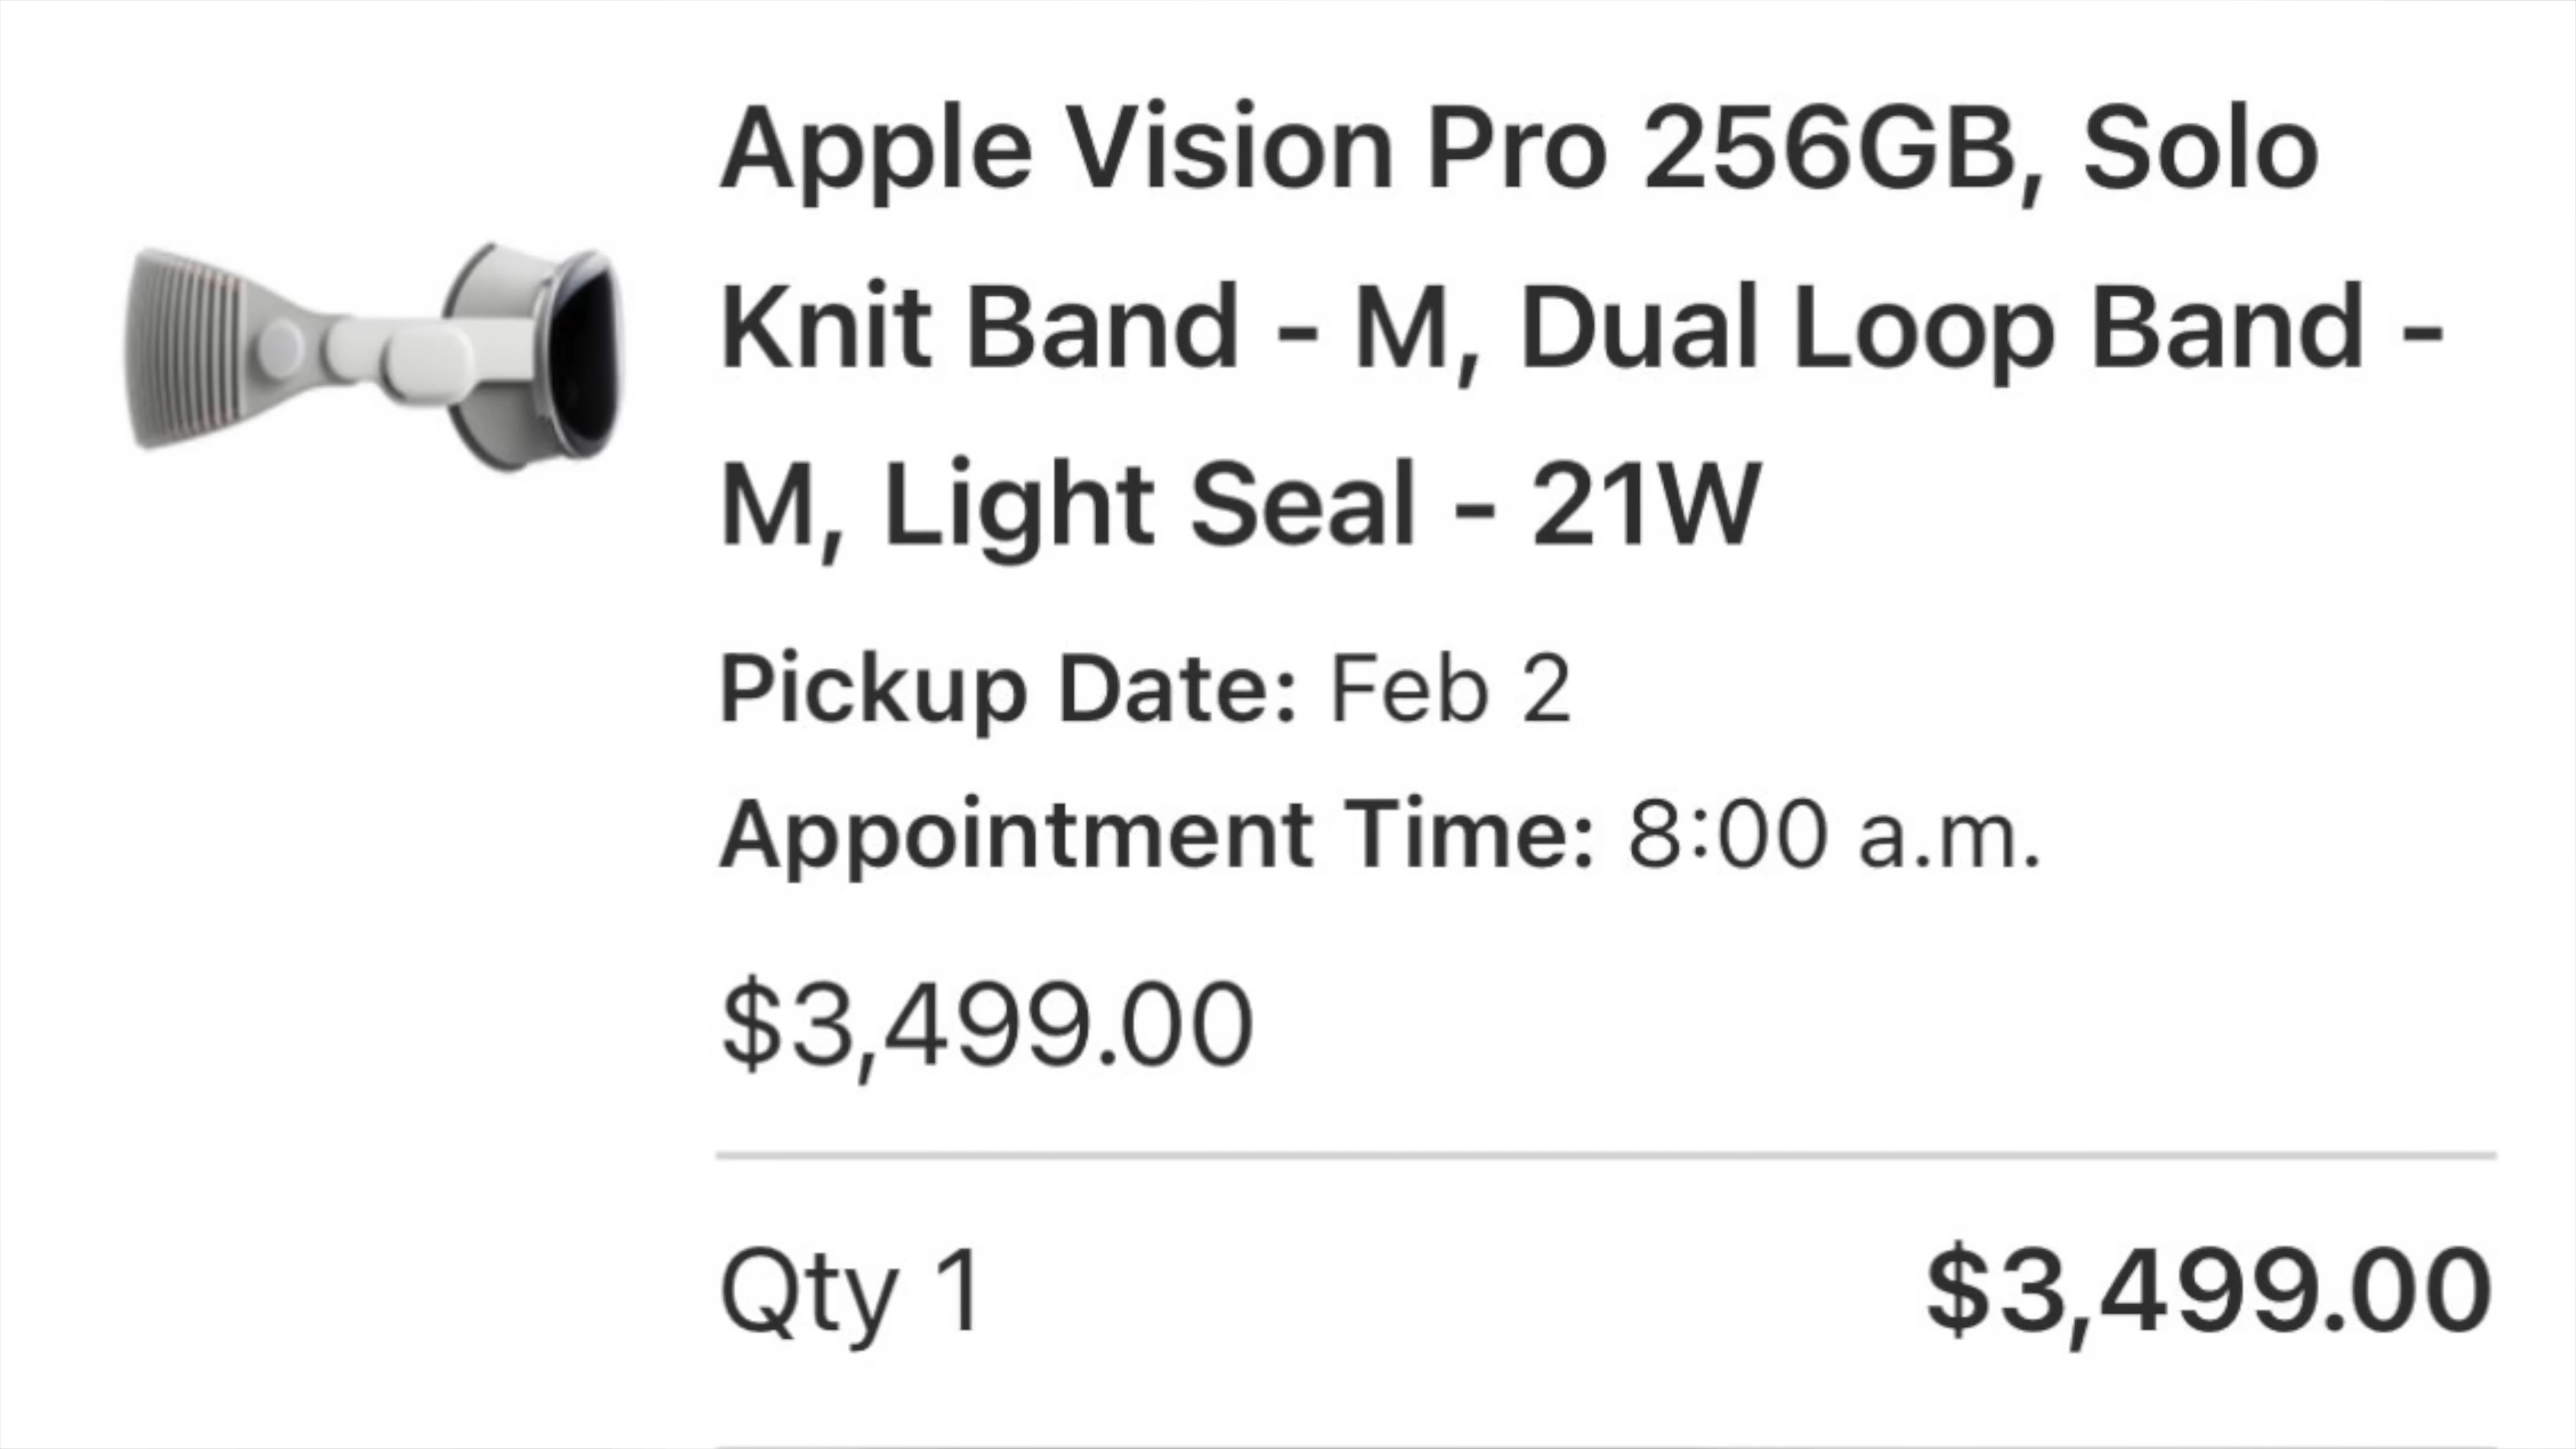 Apple Vision Pro 256GB, Solo
Knit Band - M, Dual Loop Band -
M, Light Seal - 21W
Pickup Date: Feb 2
Appointment Time: 8:00 a.m.
$3,499.00
Qty 1 $3,499.00